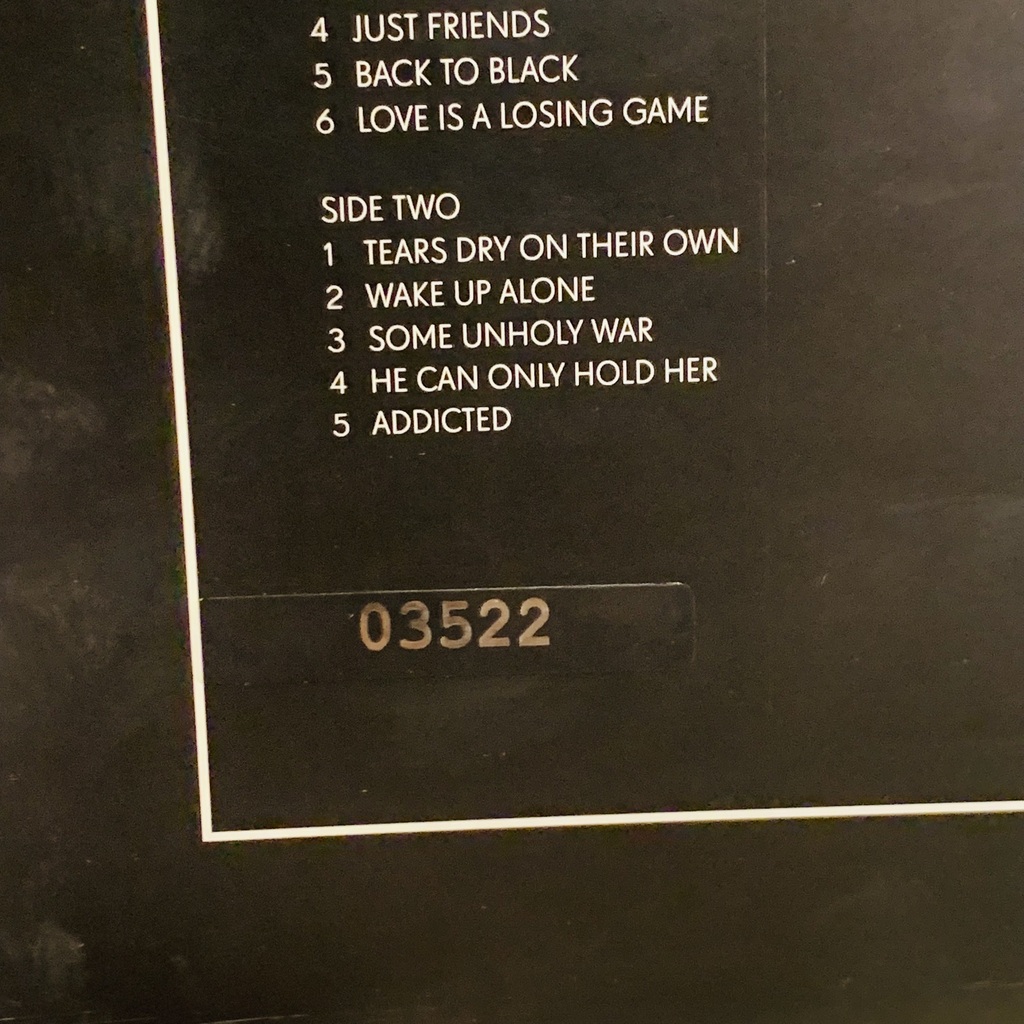 4 JUST FRIENDS
5 BACK TO BLACK
6 LOVE IS A LOSING GAME
SIDE TWO
1 TEARS DRY ON THEIR OWN
2 WAKE UP ALONE
3 SOME UNHOLY WAR
4 HE CAN ONLY HOLD HER
5 ADDICTED
03522